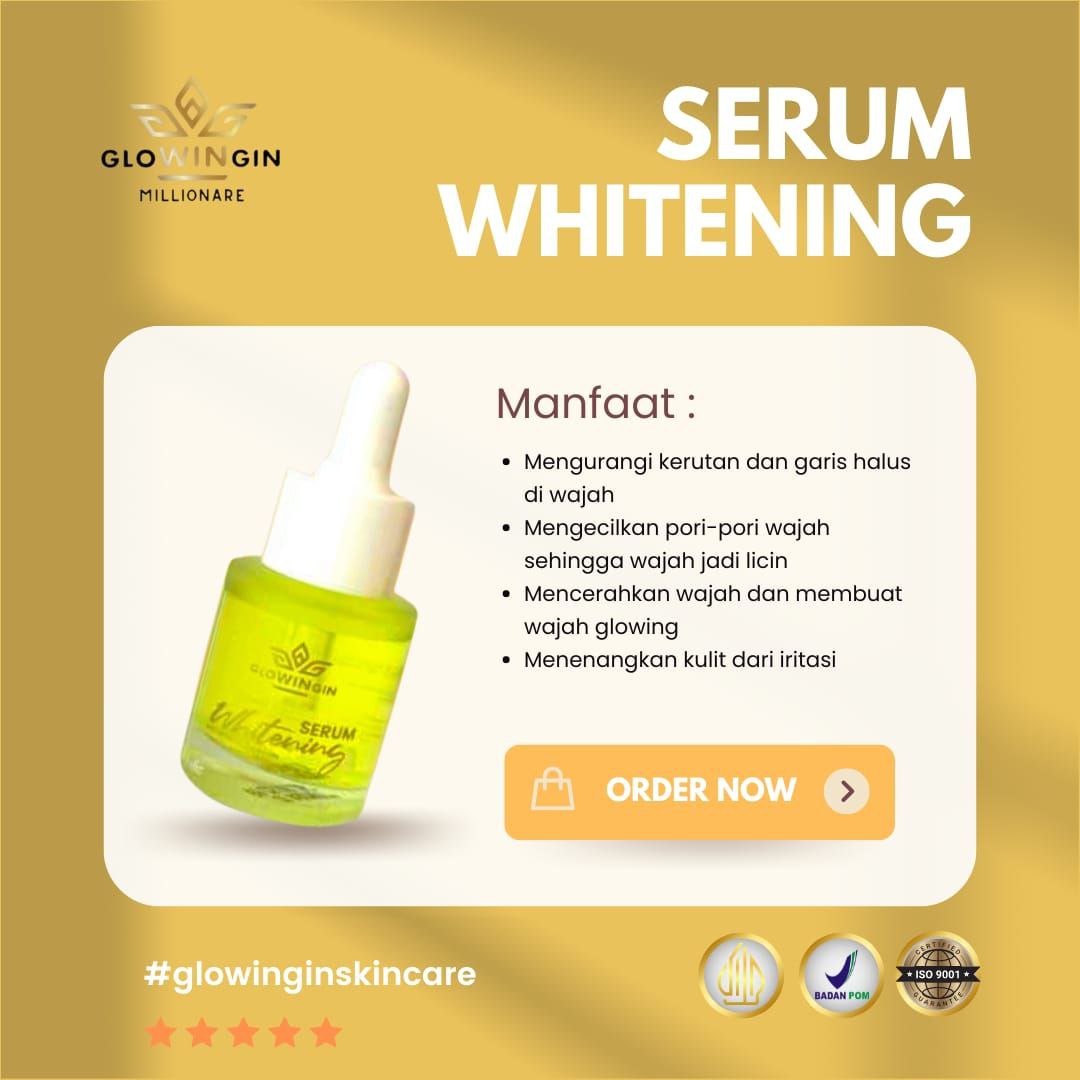 GLOWINGIN
MILLIONARE
SERUM
WHITENING
Manfaat :
• Mengurangi kerutan dan garis halus
di wajah
• Mengecilkan pori-pori wajah
sehingga wajah jadi licin
• Mencerahkan wajah dan membuat
wajah glowing
• Menenangkan kulit dari iritasi
GLOWINGIN
SERUM
Whitening
ORDER NOW
#glowinginskincare
BADAN POM
CERTIFIED
ISO 9001
GUARANTEE